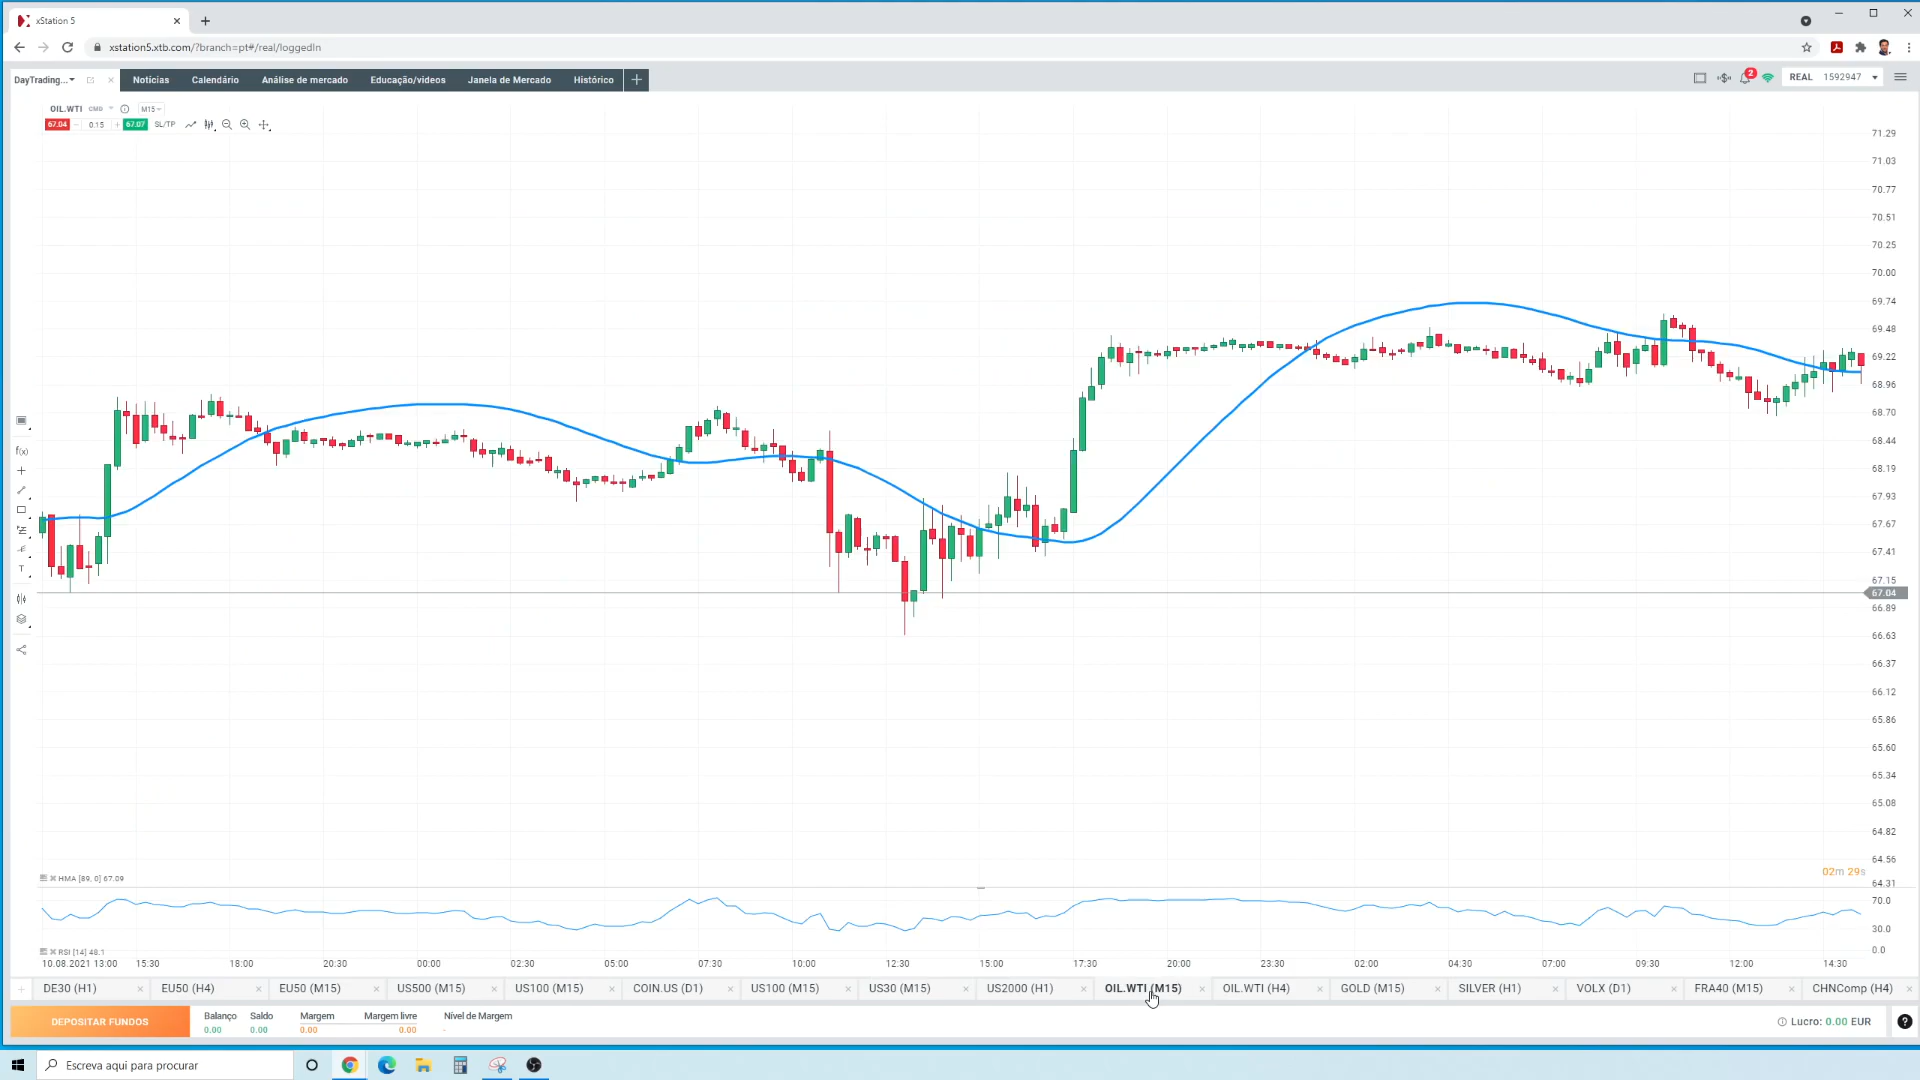 xStation 5
xstation5.xtb.com/?branch=pt#/real/loggedIn
DayTrading...
Notícias
Calendário
Análise de mercado
Educação/videos
Janela de Mercado
Histórico
2
REAL 1592947
OIL.WTI CMD M15
67.04 - 0.15 + 67.07 SL/TP
71.29
71.03
70.77
70.51
70.25
70.00
69.74
69.48
69.22
68.96
68.70
68.44
68.19
67.93
67.67
67.41
67.15
67.04
66.89
66.63
66.37
66.12
65.86
65.60
65.34
65.08
64.82
64.56
64.31
f(x)
T
02m 29s
HMA [89, 0] 67.09
70.0
30.0
0.0
RSI [14] 48.1
10.08.2021 13:00 15:30 18:00 20:30 00:00 02:30 05:00 07:30 10:00 12:30 15:00 17:30 20:00 23:30 02:00 04:30 07:00 09:30 12:00 14:30
DE30 (H1) EU50 (H4) EU50 (M15) US500 (M15) US100 (M15) COIN.US (D1) US100 (M15) US30 (M15) US2000 (H1) OIL.WTI (M15) OIL.WTI (H4) GOLD (M15) SILVER (H1) VOLX (D1) FRA40 (M15) CHNComp (H4)
DEPOSITAR FUNDOS
Balanço Saldo Margem Margem livre Nível de Margem
0.00 0.00 0.00 0.00 -
Lucro: 0.00 EUR
Escreva aqui para procurar